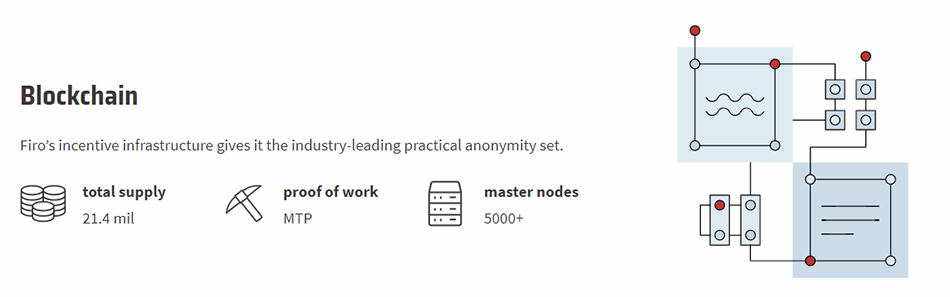 Blockchain
Firo's incentive infrastructure gives it the industry-leading practical anonymity set.
total supply
21.4 mil
proof of work
MTP
master nodes
5000+